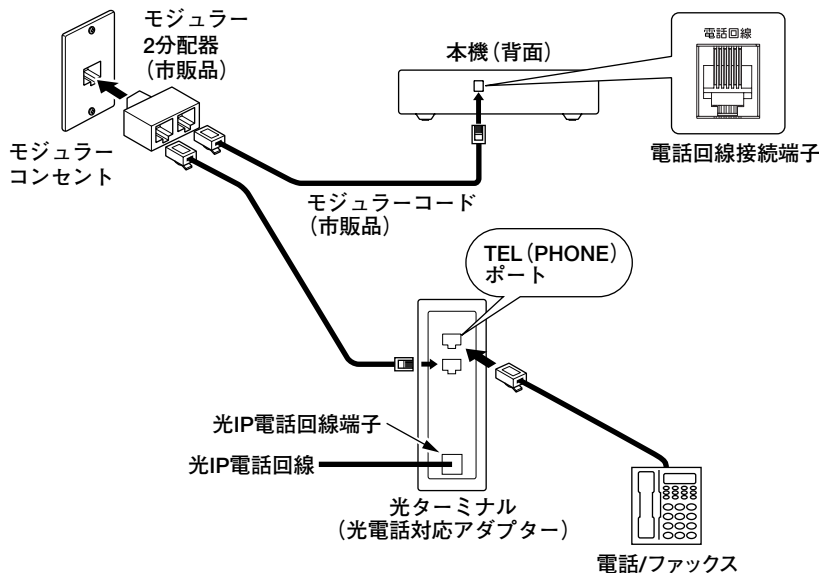 モジュラー
2分配器
（市販品）
本機（背面）
電話回線
電話回線接続端子
モジュラー
コンセント
モジュラーコード
（市販品）
TEL（PHONE）
ポート
光IP電話回線端子
光IP電話回線
光ターミナル
（光電話対応アダプター）
電話/ファックス